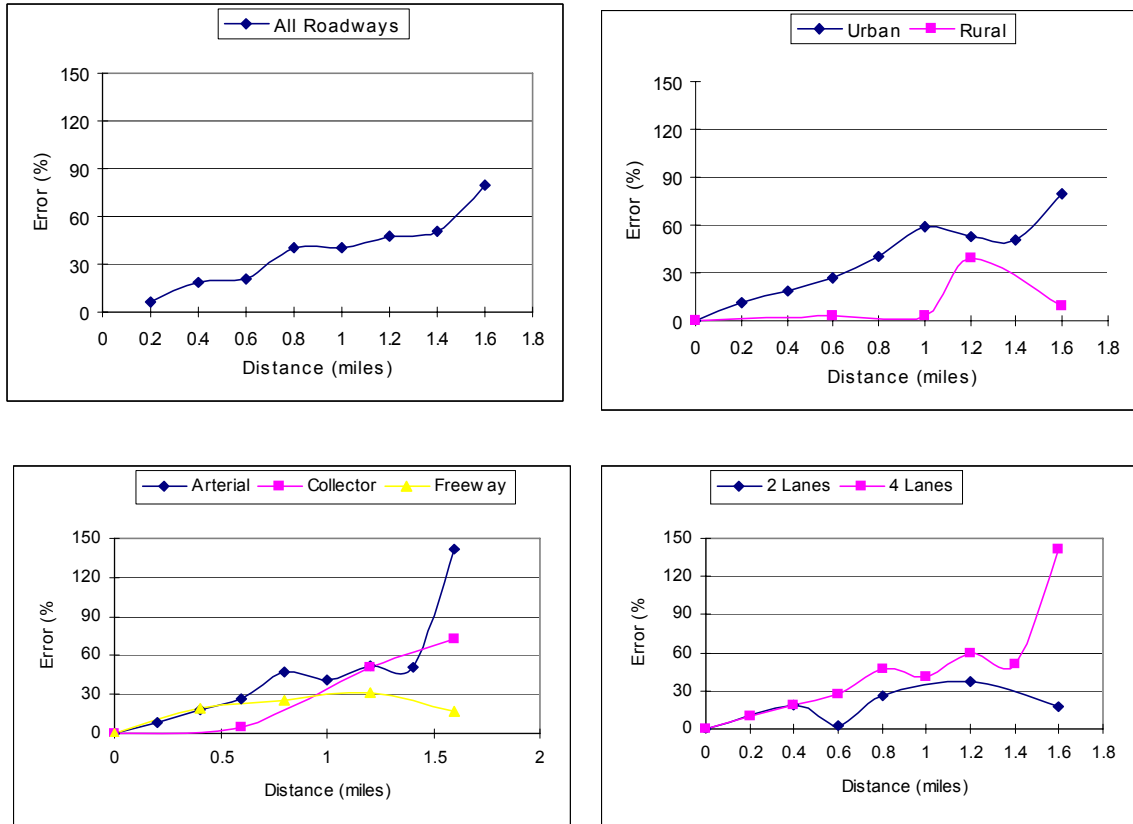 All Roadways
150
120
90
60
30
0
Error (%)
0 0.2 0.4 0.6 0.8 1 1.2 1.4 1.6 1.8
Distance (miles)
Urban Rural
150
120
90
60
30
0
Error (%)
0 0.2 0.4 0.6 0.8 1 1.2 1.4 1.6 1.8
Distance (miles)
Arterial Collector Freeway
150
120
90
60
30
0
Error (%
0 0.5 1 1.5 2
Distance (miles)
2 Lanes 4 Lanes
150
120
90
60
30
0
Error (%
0 0.2 0.4 0.6 0.8 1 1.2 1.4 1.6 1.8
Distance (miles)